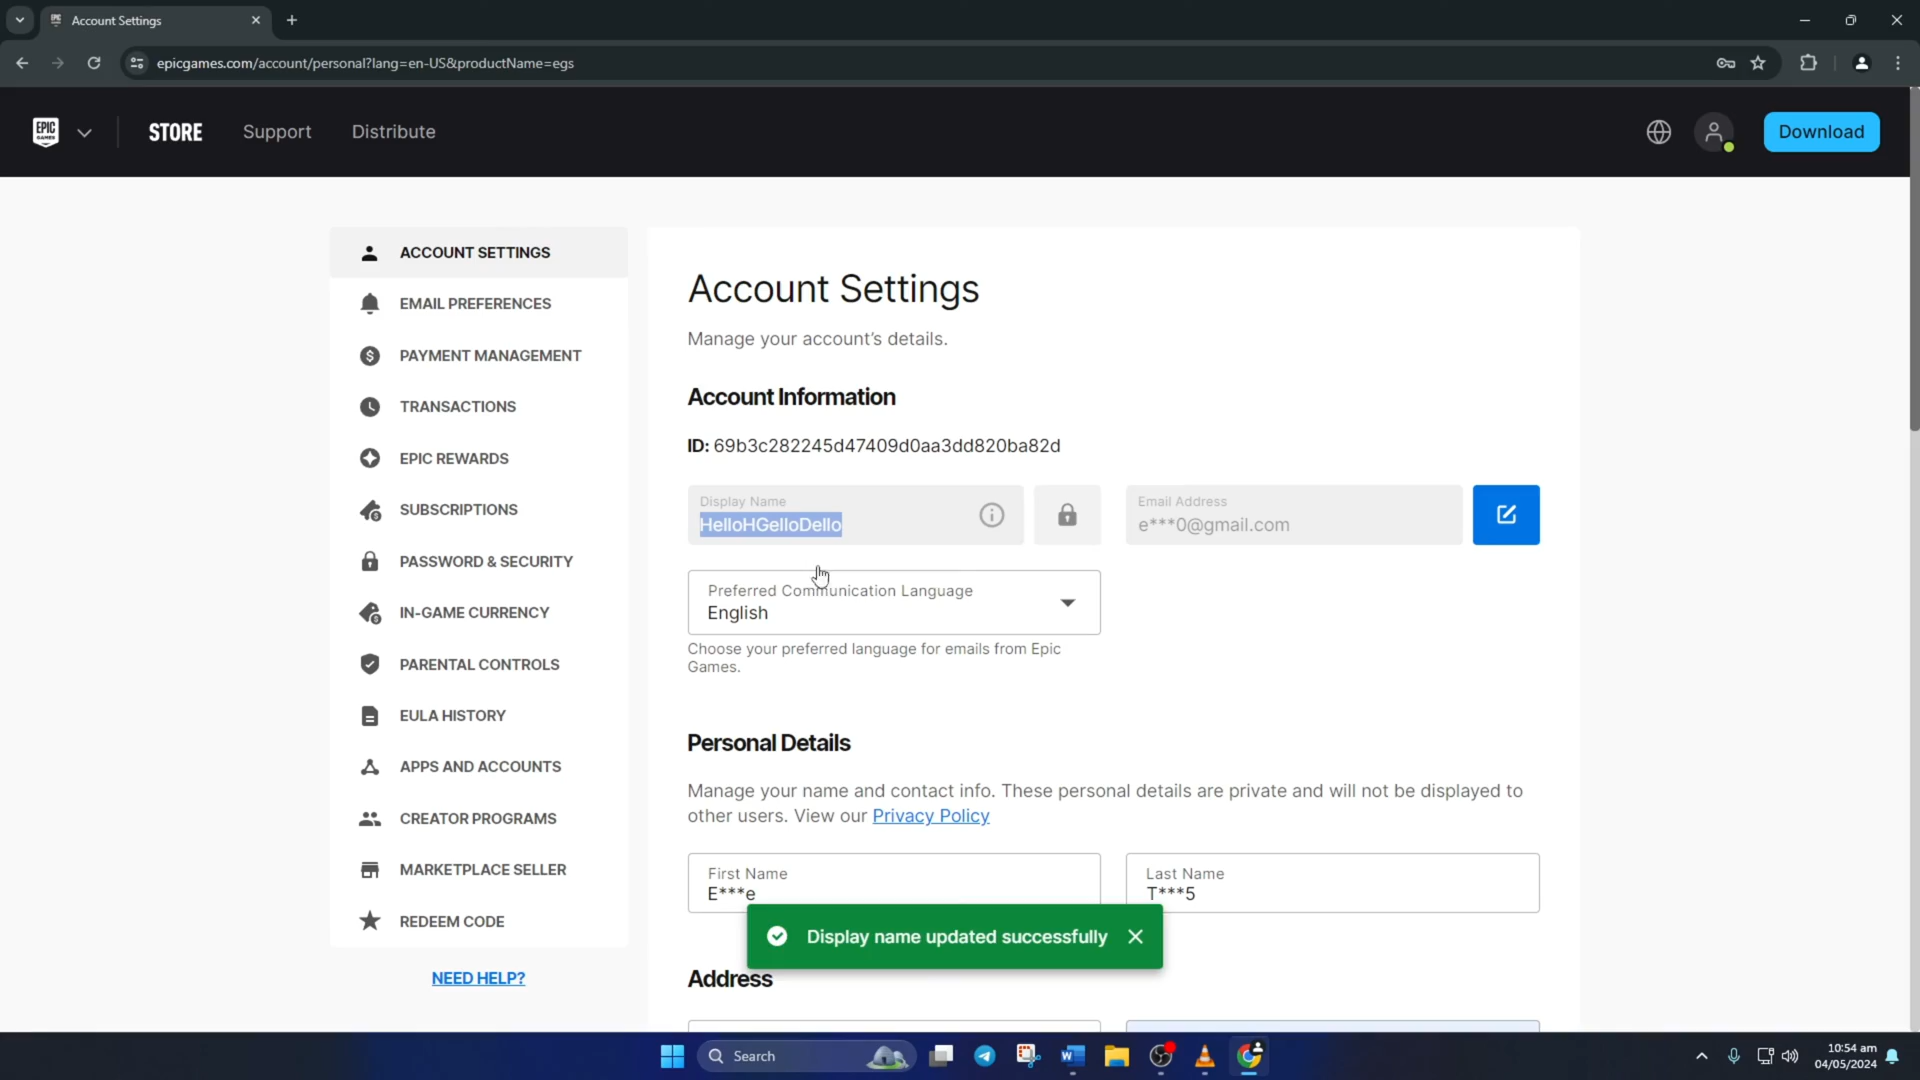 Account Settings
epicgames.com/account/personal?lang=en-US&productName=egs
EPIC GAMES
STORE
Support
Distribute
Download
ACCOUNT SETTINGS
EMAIL PREFERENCES
PAYMENT MANAGEMENT
TRANSACTIONS
EPIC REWARDS
SUBSCRIPTIONS
PASSWORD & SECURITY
IN-GAME CURRENCY
PARENTAL CONTROLS
EULA HISTORY
APPS AND ACCOUNTS
CREATOR PROGRAMS
MARKETPLACE SELLER
REDEEM CODE
NEED HELP?
Account Settings
Manage your account's details.
Account Information
ID: 69b3c282245d47409d0aa3dd820ba82d
Display Name
HelloHGelloDello
Email Address
e***0@gmail.com
Preferred Communication Language
English
Choose your preferred language for emails from Epic
Games.
Personal Details
Manage your name and contact info. These personal details are private and will not be displayed to
other users. View our Privacy Policy
First Name
E***e
Last Name
T***5
Display name updated successfully
Address
Search
10:54 am
04/05/2024